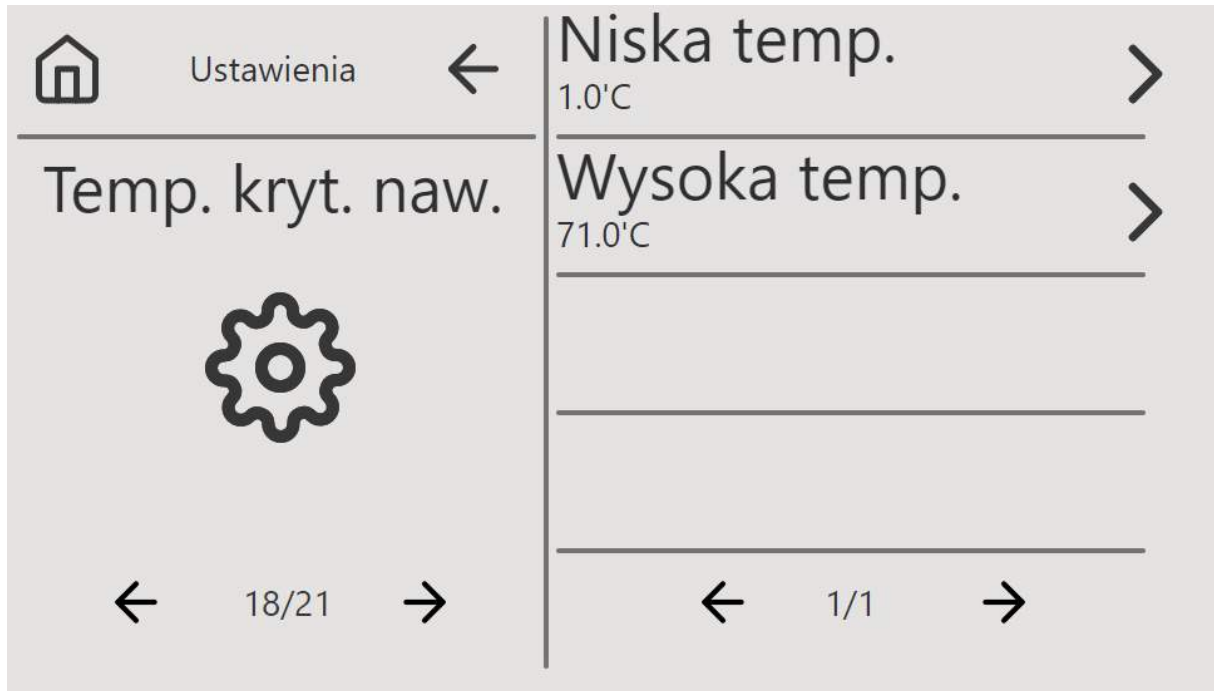 Ustawienia
Temp. kryt. naw.
18/21
Niska temp.
1.0'C
Wysoka temp.
71.0'C
1/1